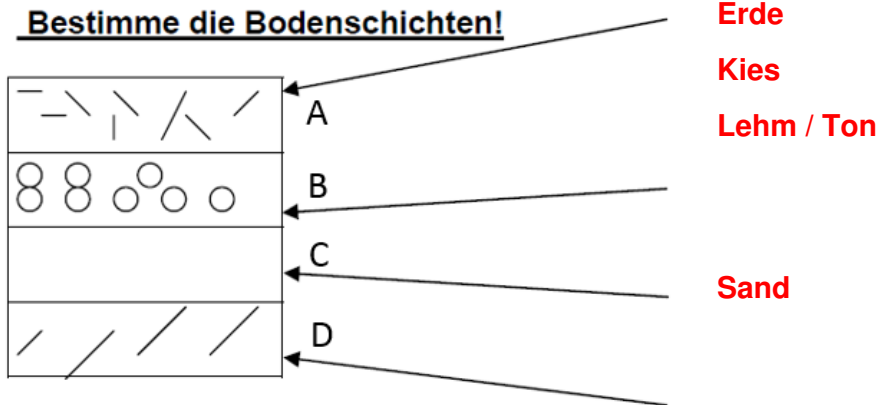 Bestimme die Bodenschichten!
Erde
Kies
Lehm / Ton
Sand
A
B
C
D